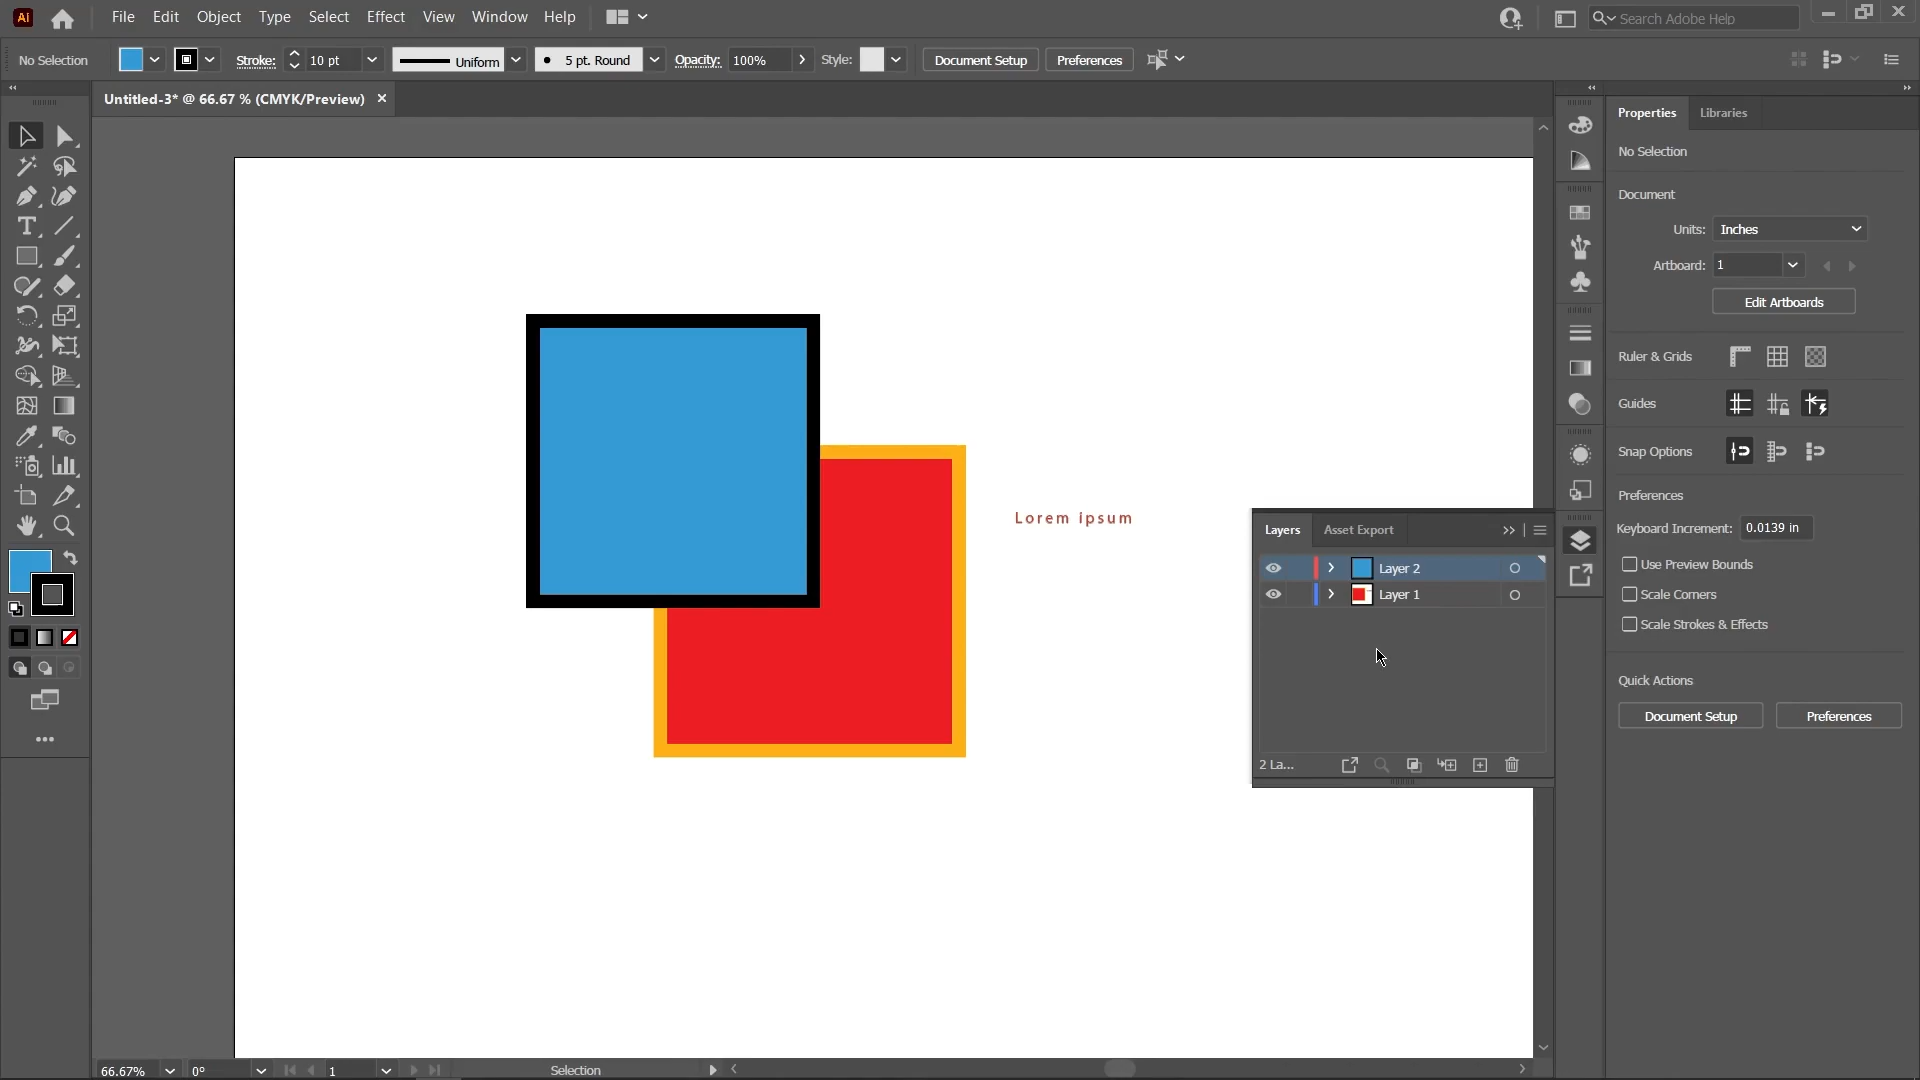 Ai File Edit Object Type Select Effect View Window Help Search Adobe Help
No Selection Stroke: 10 pt Uniform 5 pt. Round Opacity: 100% Style: Document Setup Preferences
Untitled-3* @ 66.67 % (CMYK/Preview)
Properties Libraries
No Selection
Document
Units: Inches
Artboard: 1
Edit Artboards
Ruler & Grids
Guides
Snap Options
Preferences
Keyboard Increment: 0.0139 in
Use Preview Bounds
Scale Corners
Scale Strokes & Effects
Quick Actions
Document Setup Preferences
Lorem ipsum
Layers Asset Export
Layer 2
Layer 1
2 La...
66.67% 0° 1 Selection